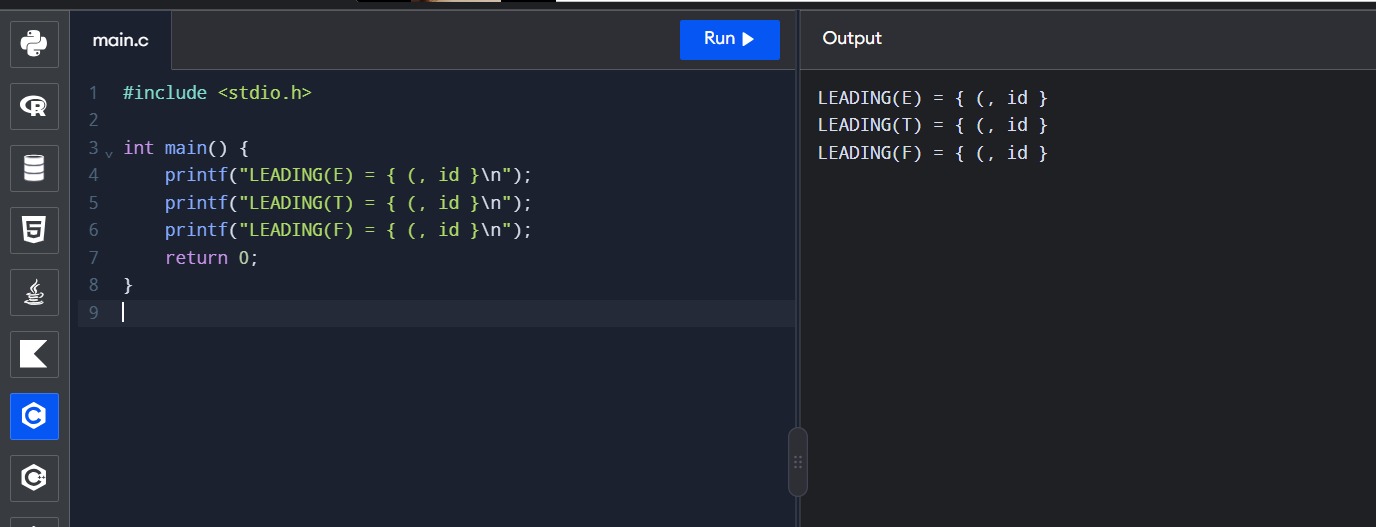 main.c
Run
1 #include <stdio.h>
2
3 int main() {
4     printf("LEADING(E) = { (, id }\n");
5     printf("LEADING(T) = { (, id }\n");
6     printf("LEADING(F) = { (, id }\n");
7     return 0;
8 }
9
Output
LEADING(E) = { (, id }
LEADING(T) = { (, id }
LEADING(F) = { (, id }